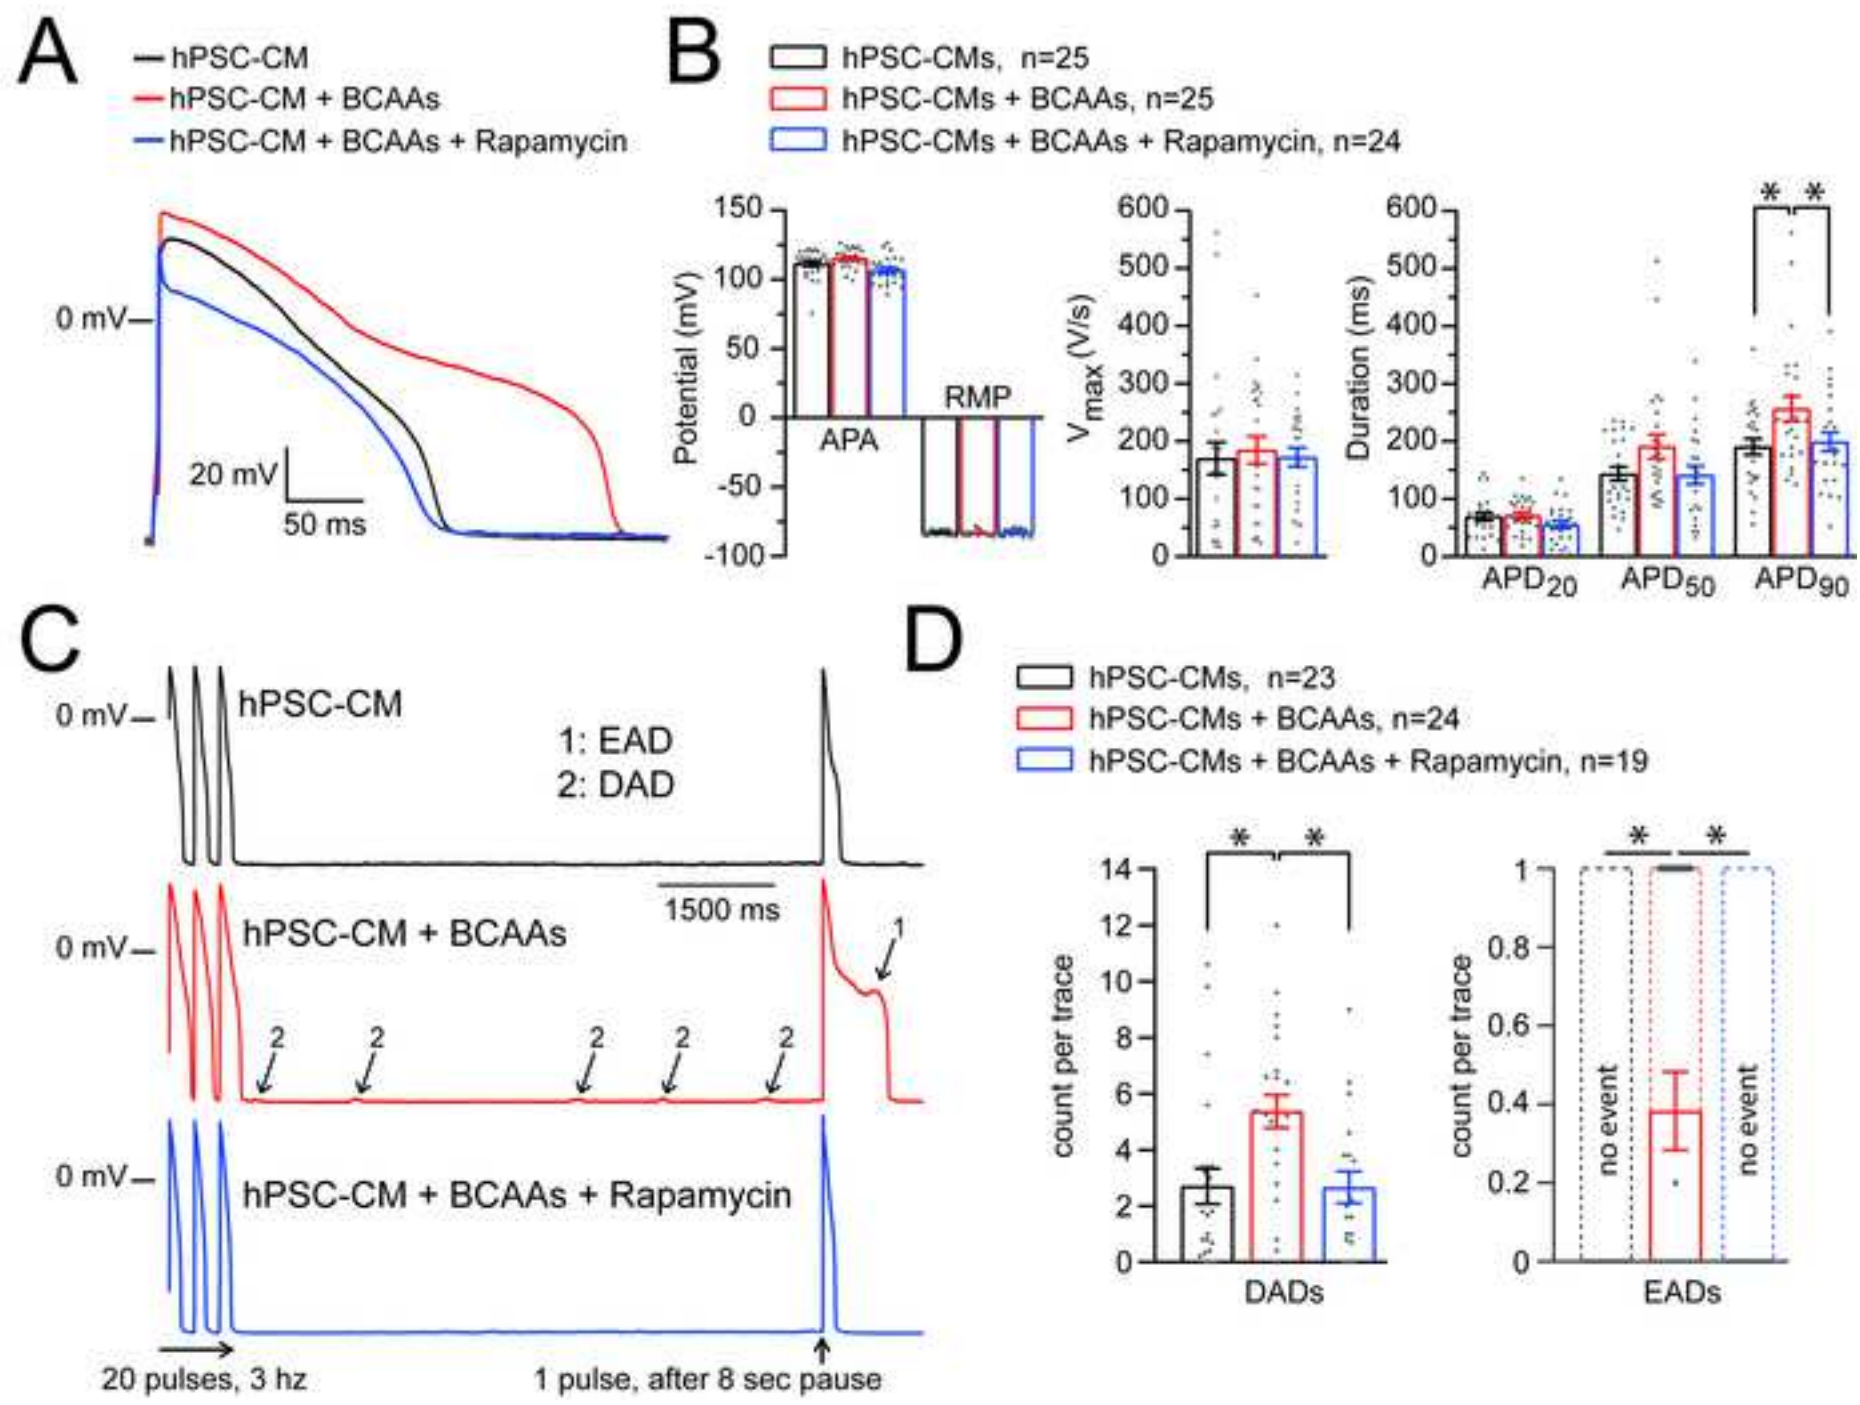 A
hPSC-CM
hPSC-CM + BCAAs
hPSC-CM + BCAAs + Rapamycin
0 mV
20 mV
50 ms
B
hPSC-CMs, n=25
hPSC-CMs + BCAAs, n=25
hPSC-CMs + BCAAs + Rapamycin, n=24
Potential (mV)
150
100
50
0
-50
-100
APA
RMP
Vmax (V/s)
600
500
400
300
200
100
0
Duration (ms)
600
500
400
300
200
100
0
* *
APD20 APD50 APD90
C
0 mV
hPSC-CM
1: EAD
2: DAD
1500 ms
0 mV
hPSC-CM + BCAAs
1
2 2 2 2 2
0 mV
hPSC-CM + BCAAs + Rapamycin
20 pulses, 3 hz
1 pulse, after 8 sec pause
D
hPSC-CMs, n=23
hPSC-CMs + BCAAs, n=24
hPSC-CMs + BCAAs + Rapamycin, n=19
count per trace
14
12
10
8
6
4
2
0
* *
DADs
count per trace
1
0.8
0.6
0.4
0.2
0
* *
no event
no event
EADs